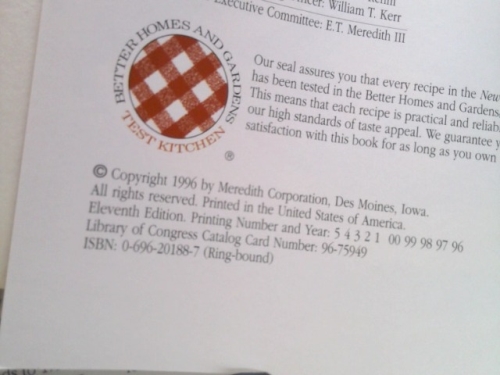 William T. Kerr
Executive Committee: E.T. Meredith III
BETTER HOMES AND GARDENS
TEST KITCHEN
®
Our seal assures you that every recipe in the New
has been tested in the Better Homes and Gardens
This means that each recipe is practical and reliab
our high standards of taste appeal. We guarantee y
satisfaction with this book for as long as you own
© Copyright 1996 by Meredith Corporation, Des Moines, Iowa.
All rights reserved. Printed in the United States of America.
Eleventh Edition. Printing Number and Year: 5 4 3 2 1 00 99 98 97 96
Library of Congress Catalog Card Number: 96-75949
ISBN: 0-696-20188-7 (Ring-bound)